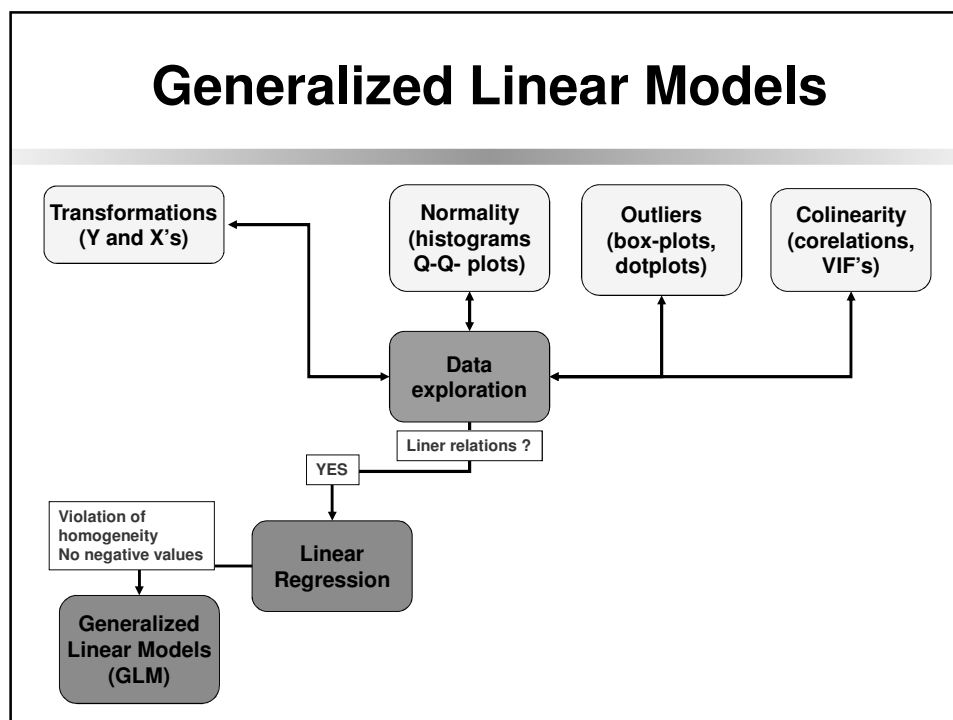 Generalized Linear Models
Transformations
(Y and X's)
Normality
(histograms
Q-Q- plots)
Outliers
(box-plots,
dotplots)
Colinearity
(corelations,
VIF's)
Data
exploration
Liner relations ?
YES
Violation of
homogeneity
No negative values
Linear
Regression
Generalized
Linear Models
(GLM)